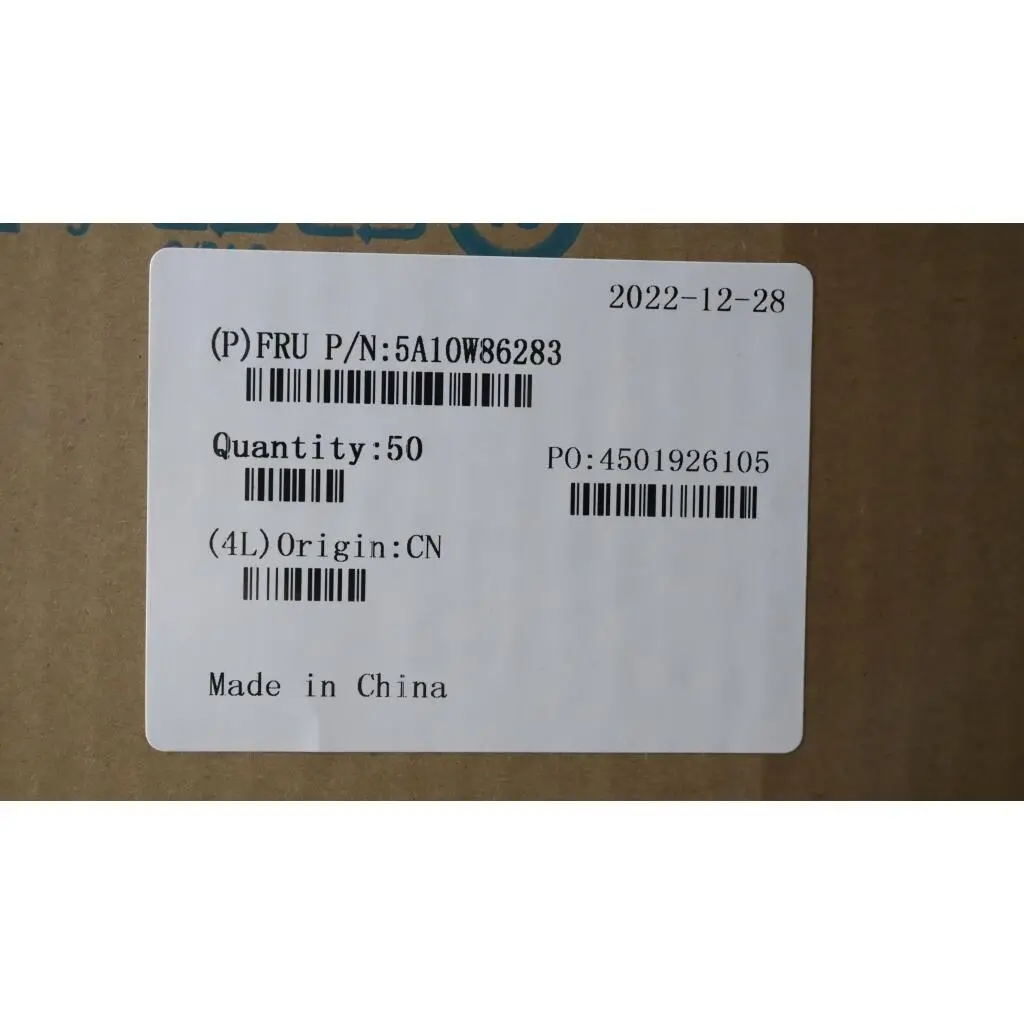 2022-12-28
(P)FRU P/N:5A10W86283
Quantity:50
PO:4501926105
(4L)Origin:CN
Made in China